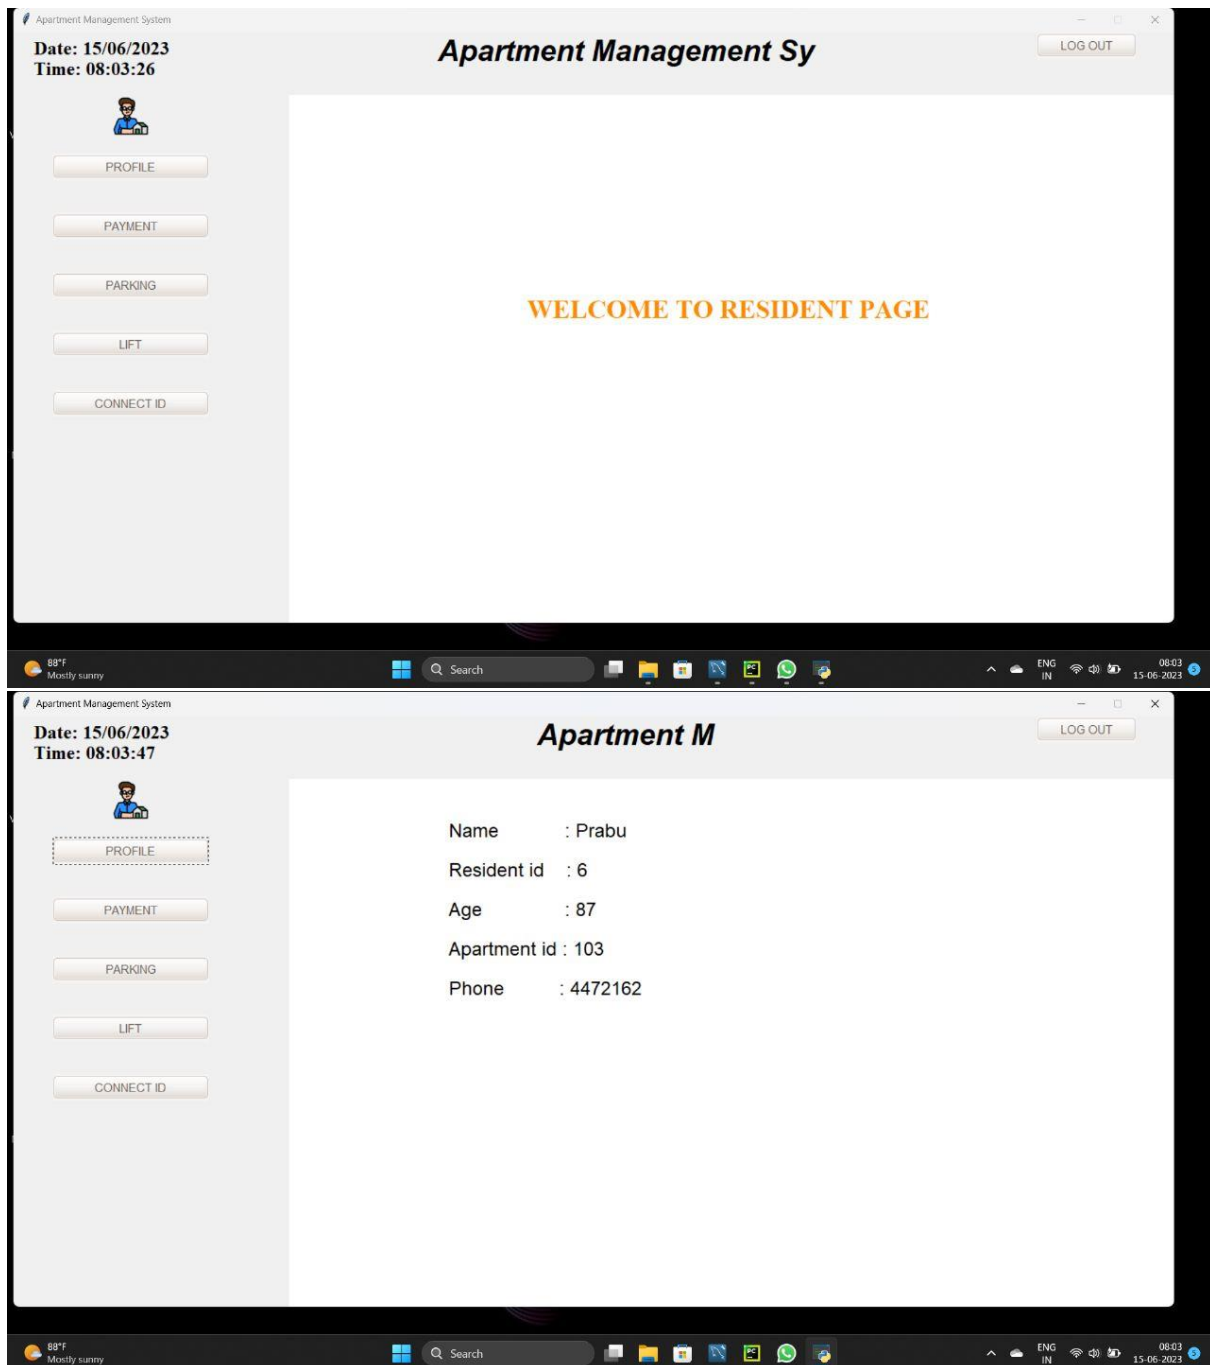 Apartment Management System
Date: 15/06/2023
Time: 08:03:26
Apartment Management Sy
LOG OUT
PROFILE
PAYMENT
PARKING
LIFT
CONNECT ID
WELCOME TO RESIDENT PAGE
88°F
Mostly sunny
Search
ENG
IN
08:03
15-06-2023
Apartment Management System
Date: 15/06/2023
Time: 08:03:47
Apartment M
LOG OUT
PROFILE
PAYMENT
PARKING
LIFT
CONNECT ID
Name : Prabu
Resident id : 6
Age : 87
Apartment id : 103
Phone : 4472162
88°F
Mostly sunny
Search
ENG
IN
08:03
15-06-2023